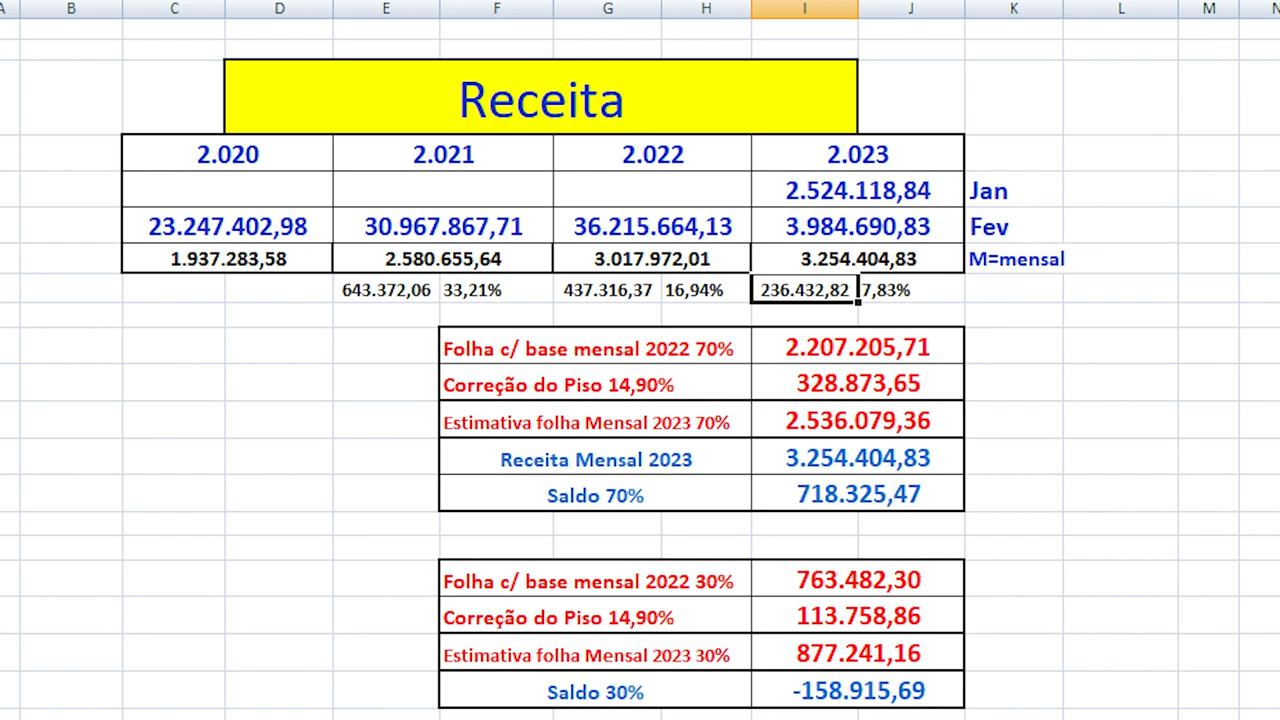 A B C D E F G H I J K L M N
Receita
2.020 2.021 2.022 2.023
2.524.118,84 Jan
23.247.402,98 30.967.867,71 36.215.664,13 3.984.690,83 Fev
1.937.283,58 2.580.655,64 3.017.972,01 3.254.404,83 M=mensal
643.372,06 33,21% 437.316,37 16,94% 236.432,82 7,83%
Folha c/ base mensal 2022 70% 2.207.205,71
Correção do Piso 14,90% 328.873,65
Estimativa folha Mensal 2023 70% 2.536.079,36
Receita Mensal 2023 3.254.404,83
Saldo 70% 718.325,47
Folha c/ base mensal 2022 30% 763.482,30
Correção do Piso 14,90% 113.758,86
Estimativa folha Mensal 2023 30% 877.241,16
Saldo 30% -158.915,69